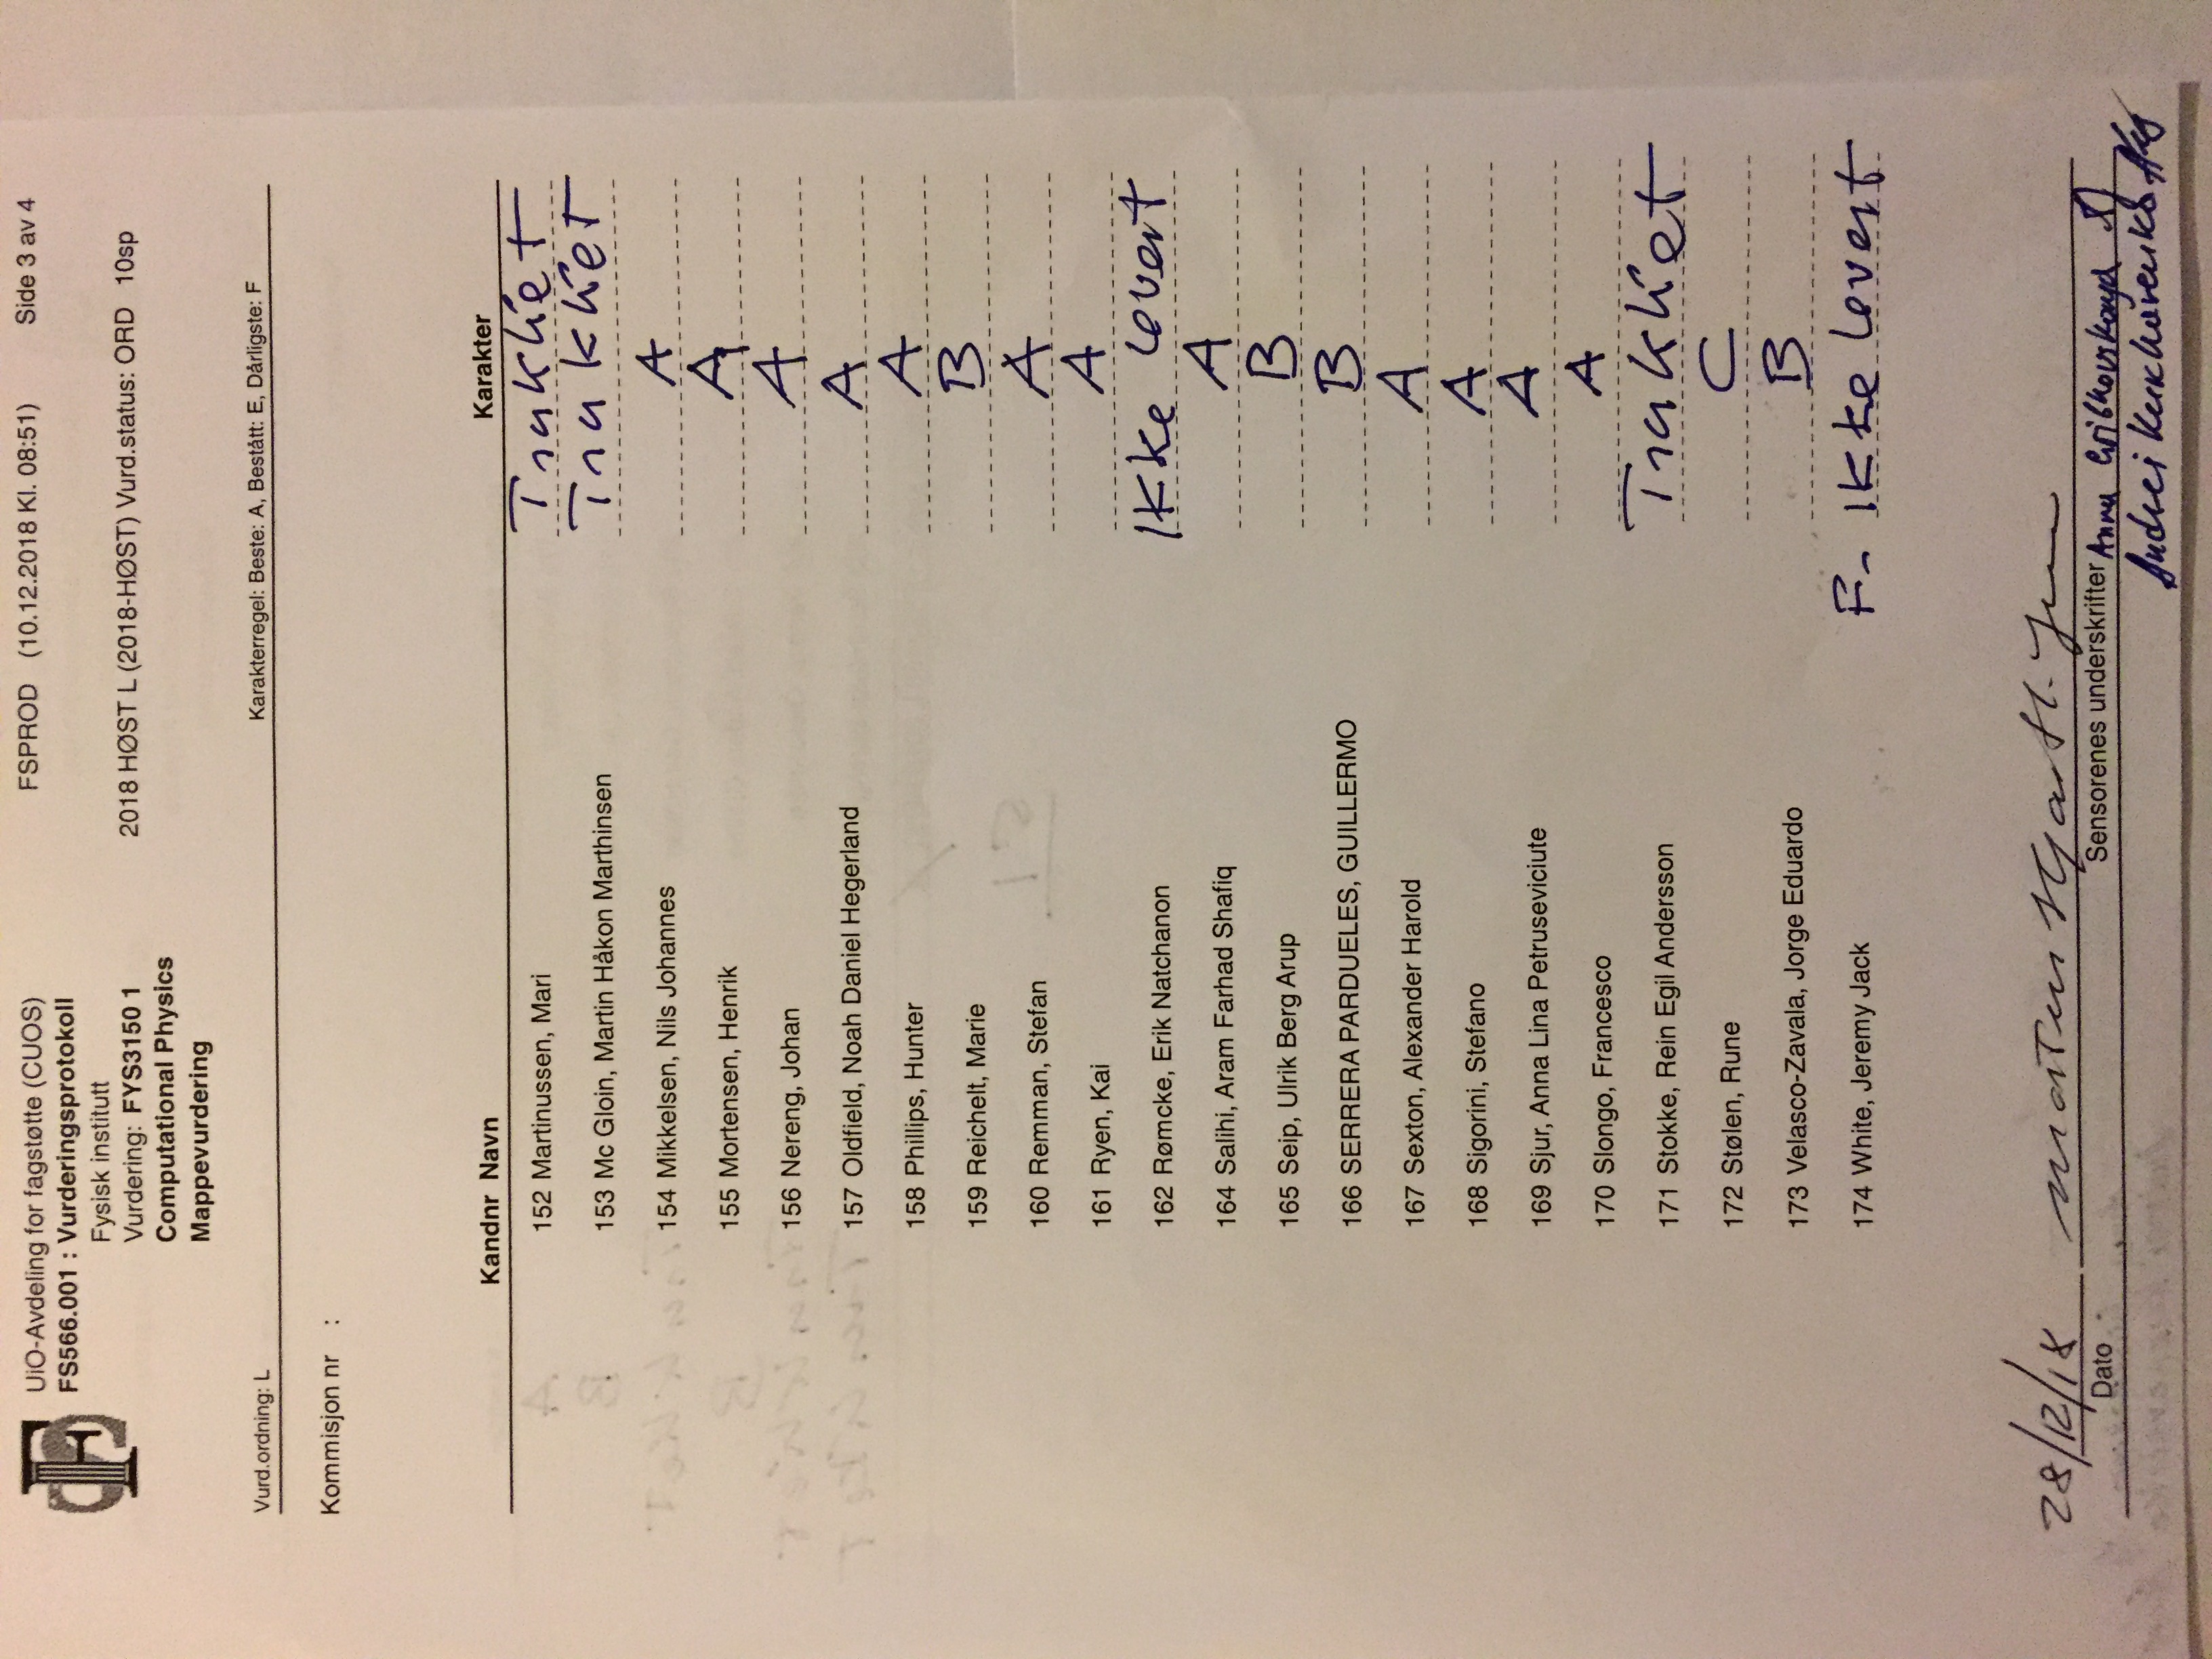 UiO-Avdeling for fagstøtte (CUOS) FSPROD (10.12.2018 Kl. 08:51) Side 3 av 4
FS566.001 : Vurderingsprotokoll
Fysisk institutt
Vurdering: FYS3150 1 2018 HØST L (2018-HØST) Vurd.status: ORD 10sp
Computational Physics
Mappevurdering
Vurd.ordning: L Karakterregel: Beste: A, Bestått: E, Dårligste: F
Kommisjon nr :
Kandnr Navn Karakter
152 Martinussen, Mari Trukket
153 Mc Gloin, Martin Håkon Marthinsen Trukket
154 Mikkelsen, Nils Johannes A
155 Mortensen, Henrik A
156 Nereng, Johan A
157 Oldfield, Noah Daniel Hegerland A
158 Phillips, Hunter A
159 Reichelt, Marie B
160 Remman, Stefan A
161 Ryen, Kai A
162 Rømcke, Erik Natchanon Ikke levert
164 Salihi, Aram Farhad Shafiq A
165 Seip, Ulrik Berg Arup B
166 SERRERA PARDUELES, GUILLERMO B
167 Sexton, Alexander Harold A
168 Sigorini, Stefano A
169 Sjur, Anna Lina Petruseviciute A
170 Slongo, Francesco A
171 Stokke, Rein Egil Andersson Trukket
172 Stølen, Rune C
173 Velasco-Zavala, Jorge Eduardo B
174 White, Jeremy Jack F- Ikke levert
28/12/18 Morten
Dato Sensorenes underskrifter Anna Gribkovskaya
Andrei Kukharenka